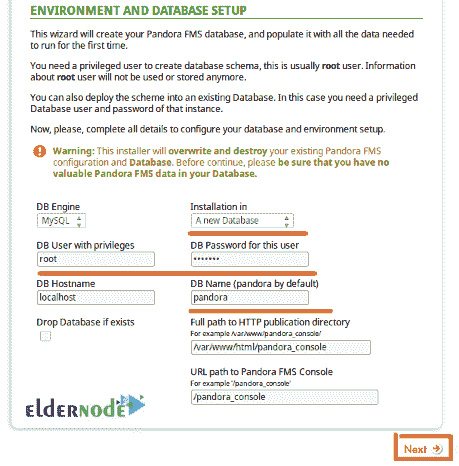 ENVIRONMENT AND DATABASE SETUP
This wizard will create your Pandora FMS database, and populate it with all the data needed
to run for the first time.
You need a privileged user to create database schema, this is usually root user. Information
about root user will not be used or stored anymore.
You can also deploy the scheme into an existing Database. In this case you need a privileged
Database user and password of that instance.
Now, please, complete all details to configure your database and environment setup.
Warning: This installer will overwrite and destroy your existing Pandora FMS
configuration and Database. Before continue, please be sure that you have no
valuable Pandora FMS data in your Database.
DB Engine Installation in
MySQL A new Database
DB User with privileges DB Password for this user
root •••••••
DB Hostname DB Name (pandora by default)
localhost pandora
Drop Database if exists Full path to HTTP publication directory
For example /var/www/pandora_console/
/var/www/html/pandora_console
URL path to Pandora FMS Console
For example '/pandora_console'
/pandora_console
eldernode
Next